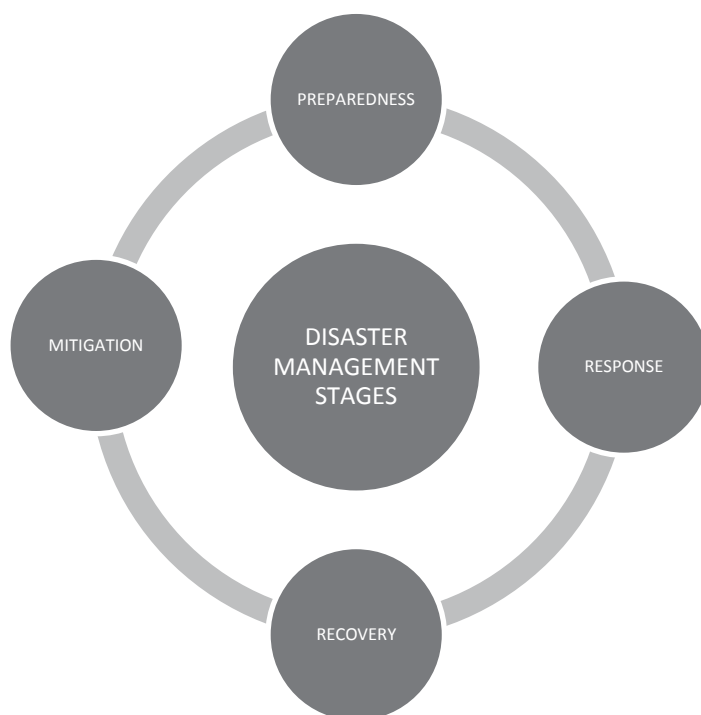 PREPAREDNESS
MITIGATION
DISASTER
MANAGEMENT
STAGES
RESPONSE
RECOVERY